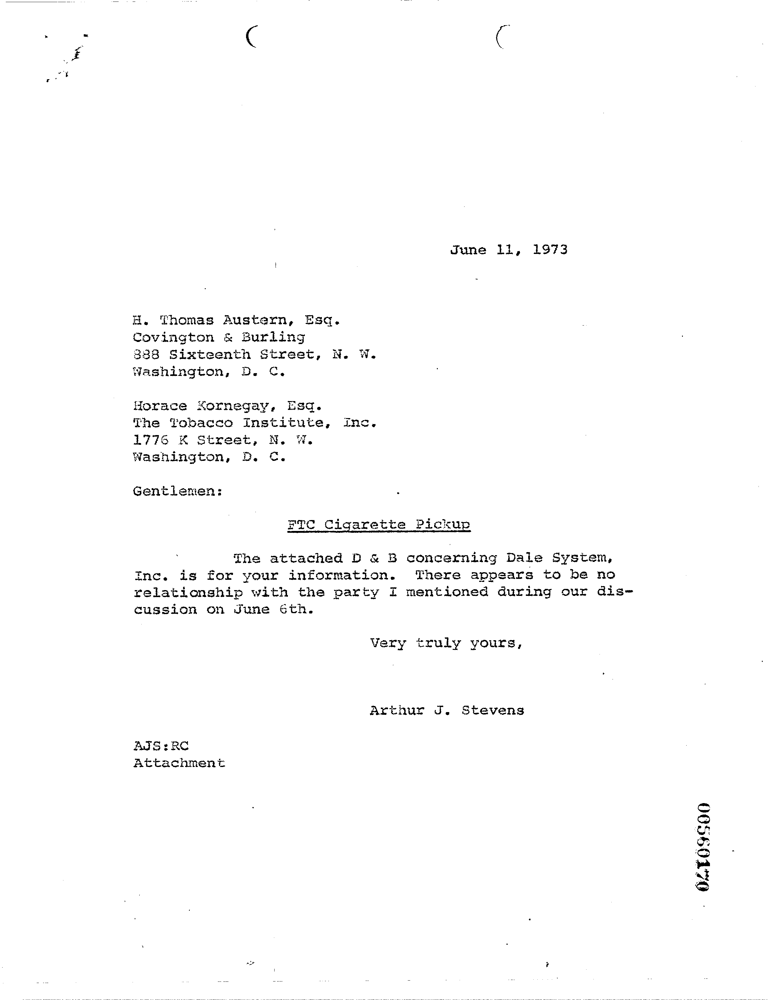 June 11, 1973
H. Thomas Austern, Esq.
Covington & Burling
888 Sixteenth Street, N. W.
Washington, D. C.
Horace Kornegay, Esq.
The Tobacco Institute, Inc.
1776 K Street, N. W.
Washington, D. C.
Gentlemen:
FTC Cigarette Pickup
The attached D & B concerning Dale System,
Inc. is for your information. There appears to be no
relationship with the party I mentioned during our dis-
cussion on June 6th.
Very truly yours,
Arthur J. Stevens
AJS:RC
Attachment
00560170